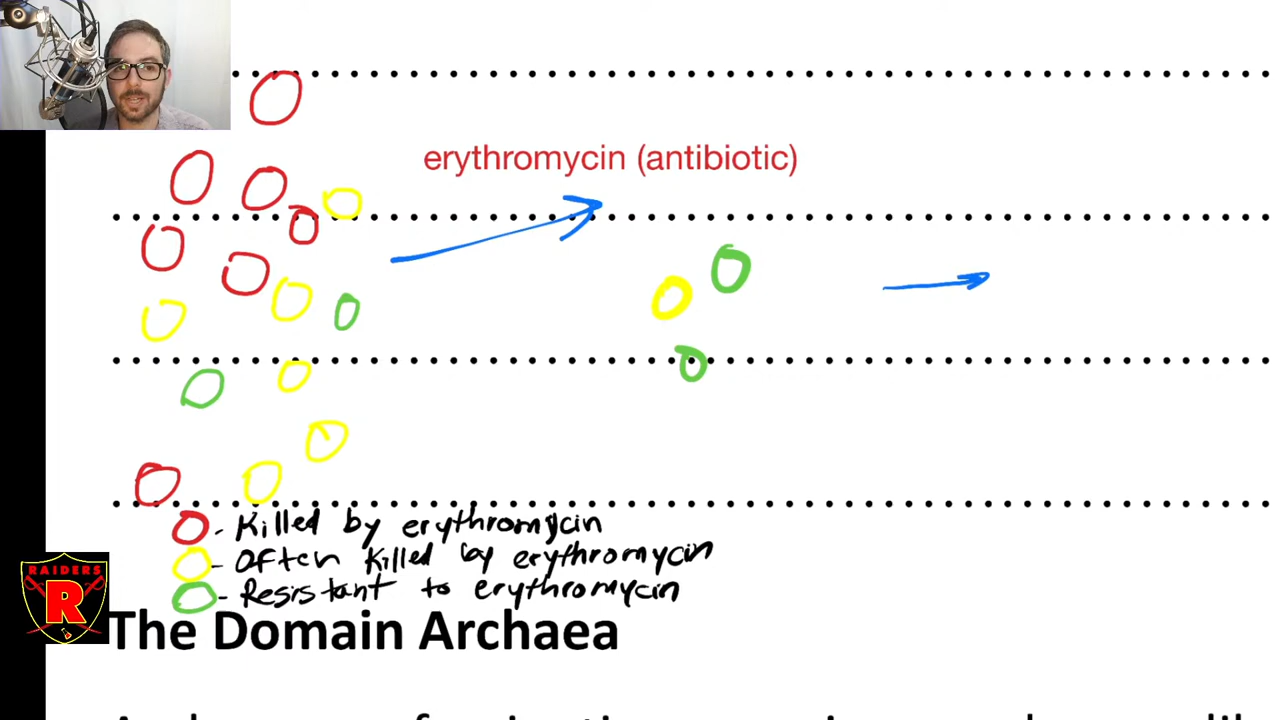 erythromycin (antibiotic)
- Killed by erythromycin
- Often killed by erythromycin
- Resistant to erythromycin
RAIDERS
R
The Domain Archaea